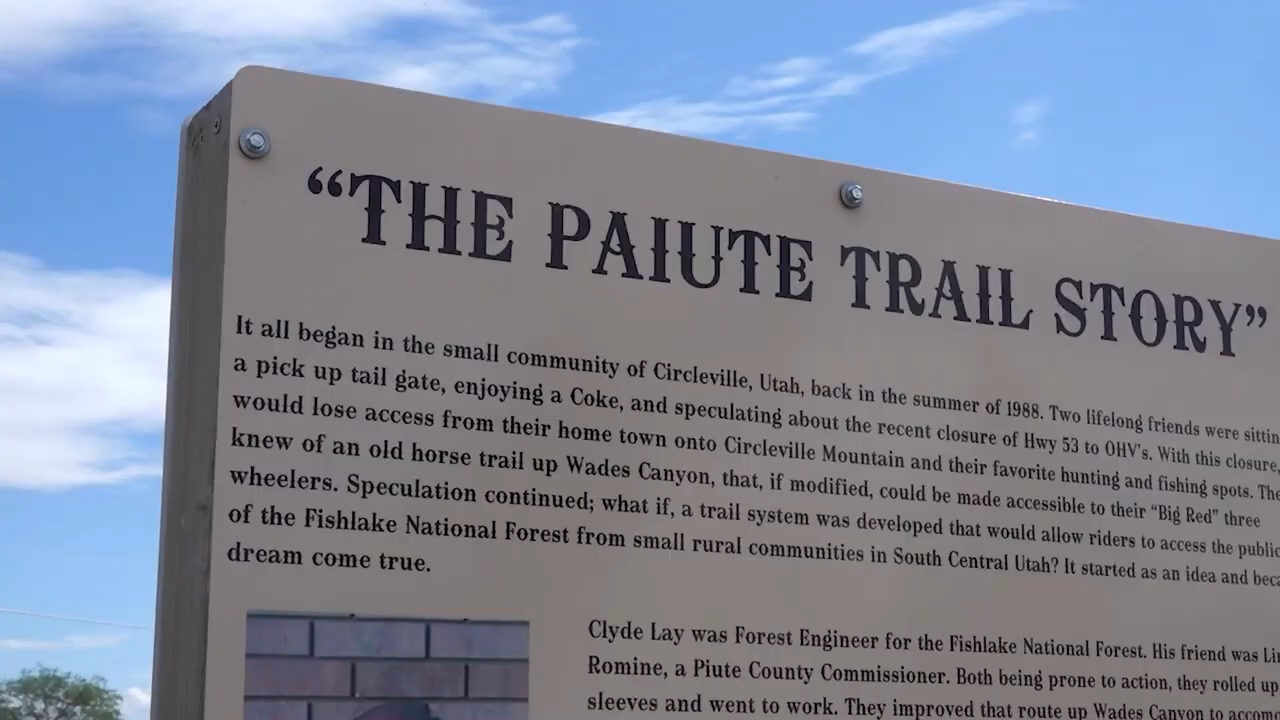 “THE PAIUTE TRAIL STORY”
It all began in the small community of Circleville, Utah, back in the summer of 1988. Two lifelong friends were
a pick up tail gate, enjoying a Coke, and speculating about the recent closure of Hwy 53 to OHV's. With this closure,
would lose access from their home town onto Circleville Mountain and their favorite hunting and fishing spots.
knew of an old horse trail up Wades Canyon, that, if modified, could be made accessible to their “Big Red” three
wheelers. Speculation continued; what if, a trail system was developed that would allow riders to access the public
of the Fishlake National Forest from small rural communities in South Central Utah? It started as an idea and
dream come true.
Clyde Lay was Forest Engineer for the Fishlake National Forest. His friend was
Romine, a Piute County Commissioner. Both being prone to action, they rolled up
sleeves and went to work. They improved that route up Wades Canyon to